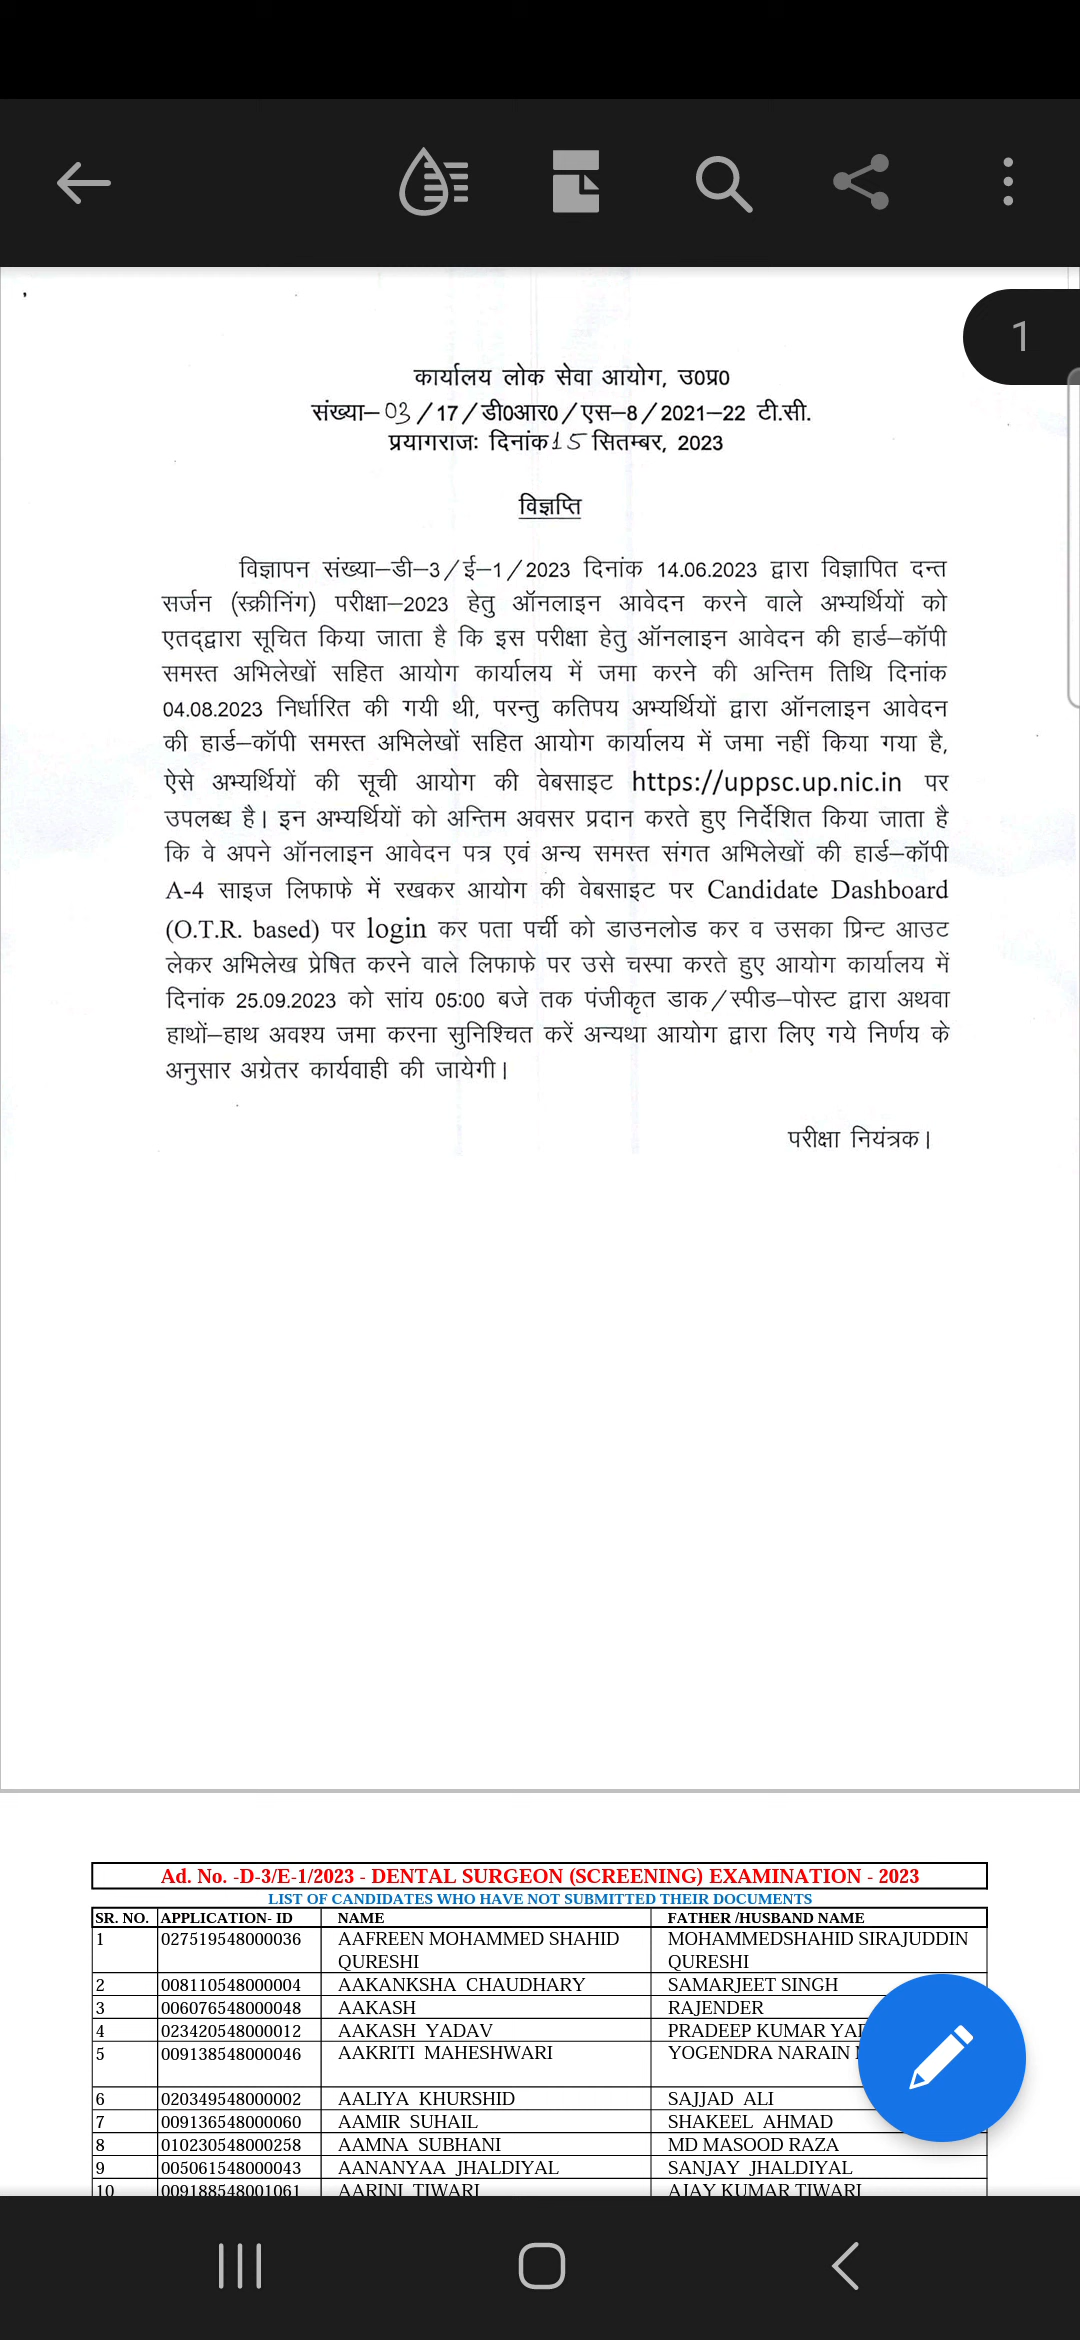 1
कार्यालय लोक सेवा आयोग, उ0प्र0
संख्या–03/17/डी0आर0/एस–8/2021–22 टी.सी.
प्रयागराजः दिनांक 15 सितम्बर, 2023
विज्ञप्ति
विज्ञापन संख्या–डी–3/ई–1/2023 दिनांक 14.06.2023 द्वारा विज्ञापित दन्त
सर्जन (स्क्रीनिंग) परीक्षा–2023 हेतु ऑनलाइन आवेदन करने वाले अभ्यर्थियों को
एतद्द्वारा सूचित किया जाता है कि इस परीक्षा हेतु ऑनलाइन आवेदन की हार्ड–कॉपी
समस्त अभिलेखों सहित आयोग कार्यालय में जमा करने की अन्तिम तिथि दिनांक
04.08.2023 निर्धारित की गयी थी, परन्तु कतिपय अभ्यर्थियों द्वारा ऑनलाइन आवेदन
की हार्ड–कॉपी समस्त अभिलेखों सहित आयोग कार्यालय में जमा नहीं किया गया है,
ऐसे अभ्यर्थियों की सूची आयोग की वेबसाइट https://uppsc.up.nic.in पर
उपलब्ध है। इन अभ्यर्थियों को अन्तिम अवसर प्रदान करते हुए निर्देशित किया जाता है
कि वे अपने ऑनलाइन आवेदन पत्र एवं अन्य समस्त संगत अभिलेखों की हार्ड–कॉपी
A-4 साइज लिफाफे में रखकर आयोग की वेबसाइट पर Candidate Dashboard
(O.T.R. based) पर login कर पता पर्ची को डाउनलोड कर व उसका प्रिन्ट आउट
लेकर अभिलेख प्रेषित करने वाले लिफाफे पर उसे चस्पा करते हुए आयोग कार्यालय में
दिनांक 25.09.2023 को सांय 05:00 बजे तक पंजीकृत डाक/स्पीड–पोस्ट द्वारा अथवा
हाथों–हाथ अवश्य जमा करना सुनिश्चित करें अन्यथा आयोग द्वारा लिए गये निर्णय के
अनुसार अग्रेतर कार्यवाही की जायेगी।
परीक्षा नियंत्रक।
Ad. No. -D-3/E-1/2023 - DENTAL SURGEON (SCREENING) EXAMINATION - 2023
LIST OF CANDIDATES WHO HAVE NOT SUBMITTED THEIR DOCUMENTS
SR. NO. APPLICATION- ID NAME FATHER /HUSBAND NAME
1 027519548000036 AAFREEN MOHAMMED SHAHID MOHAMMEDSHAHID SIRAJUDDIN
QURESHI QURESHI
2 008110548000004 AAKANKSHA CHAUDHARY SAMARJEET SINGH
3 006076548000048 AAKASH RAJENDER
4 023420548000012 AAKASH YADAV PRADEEP KUMAR
5 009138548000046 AAKRITI MAHESHWARI YOGENDRA NARAIN
6 020349548000002 AALIYA KHURSHID SAJJAD ALI
7 009136548000060 AAMIR SUHAIL SHAKEEL AHMAD
8 010230548000258 AAMNA SUBHANI MD MASOOD RAZA
9 005061548000043 AANANYAA JHALDIYAL SANJAY JHALDIYAL
10 009188548001061 AARINI TIWARI AJAY KUMAR TIWARI